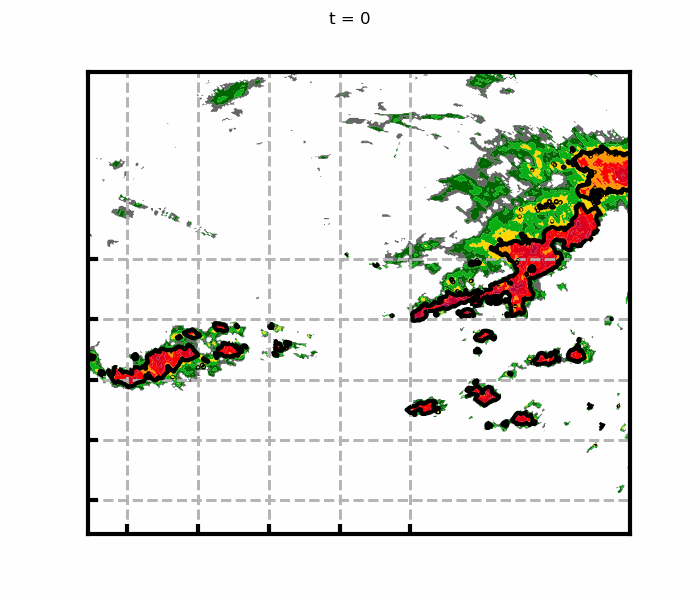 t = 0